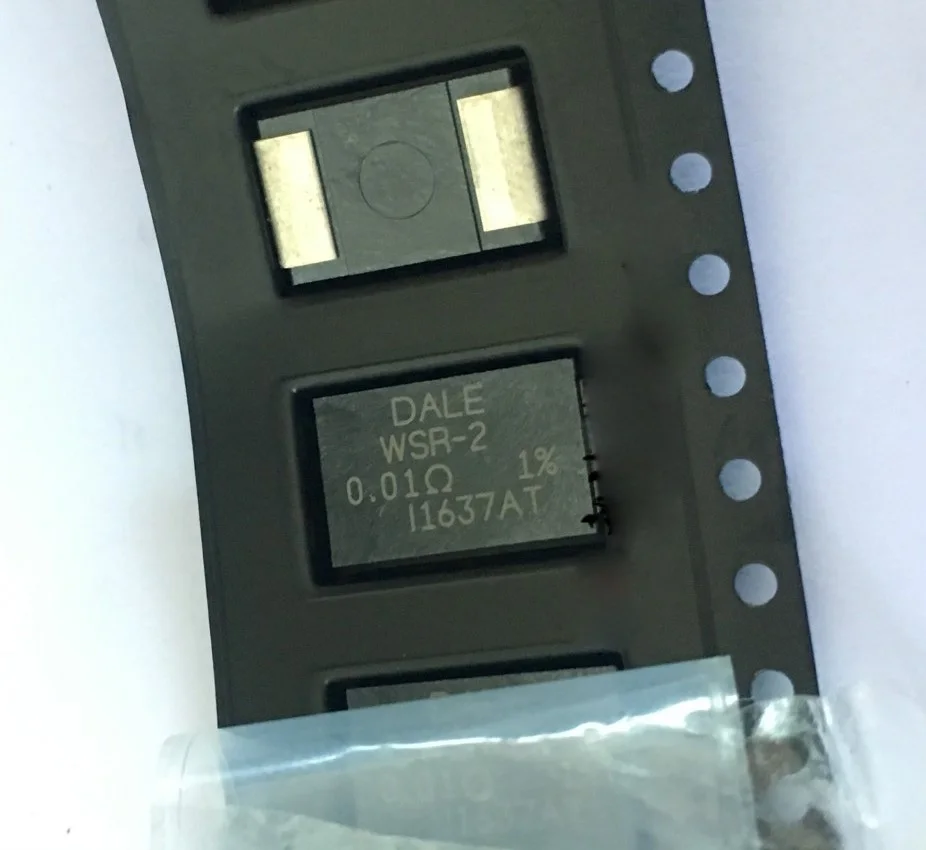 DALE
WSR-2
0.01Ω 1%
I1637AT